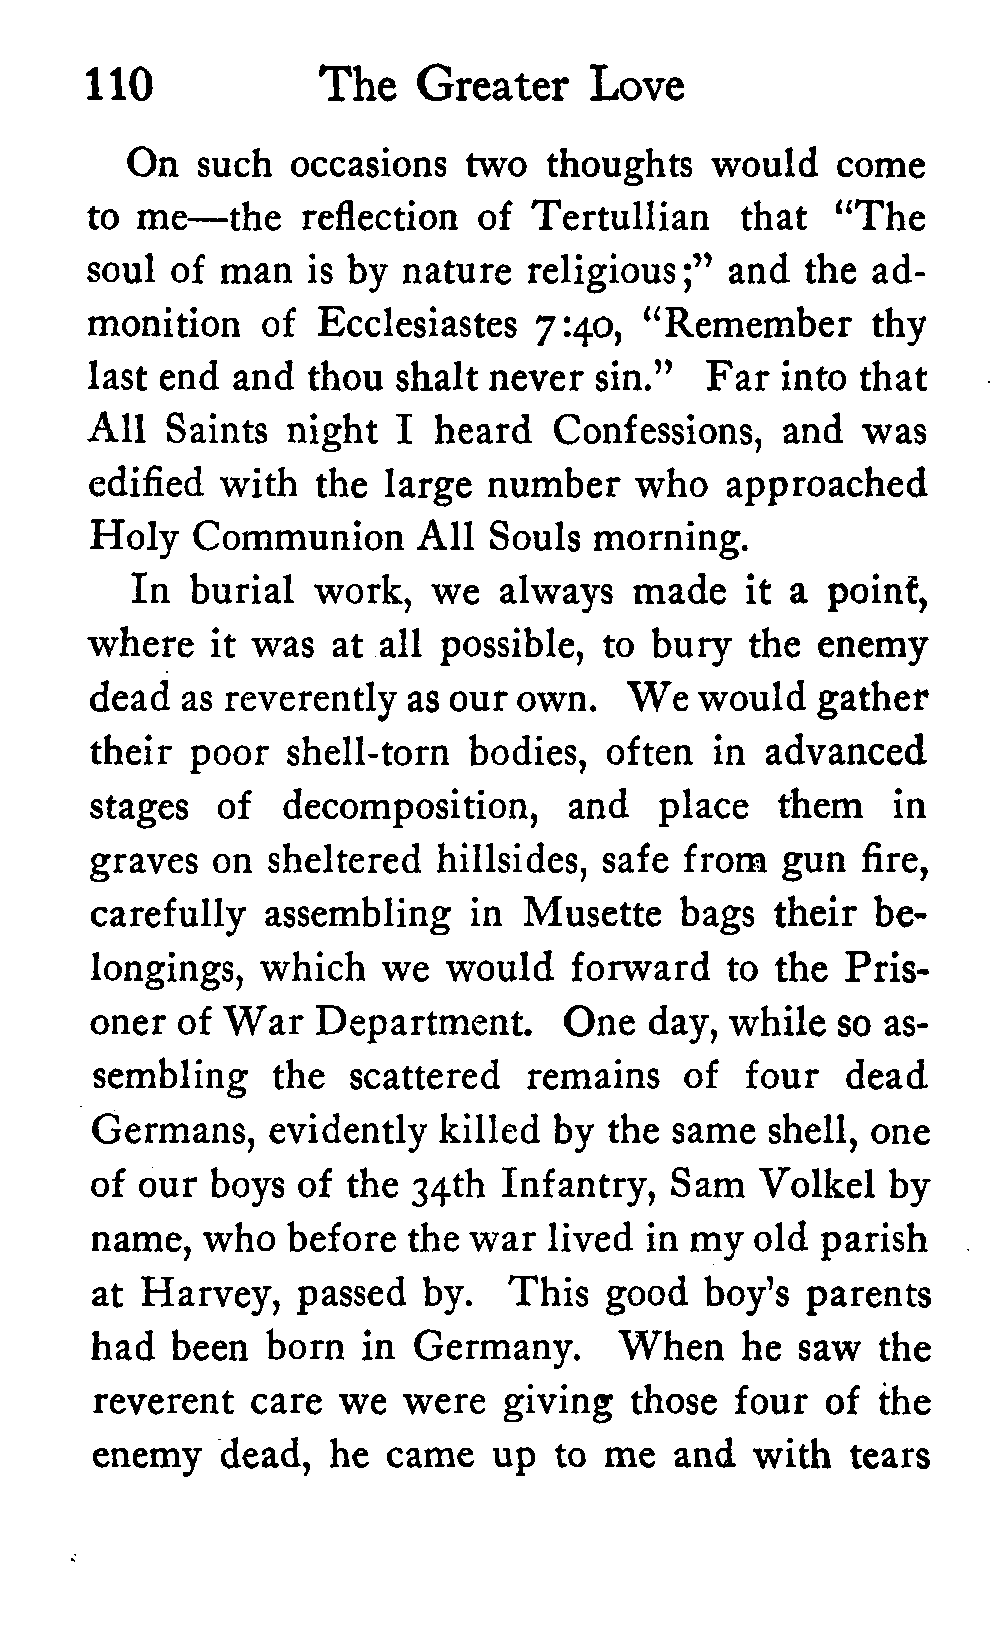 110 The Greater Love
On such occasions two thoughts would come
to me—the reflection of Tertullian that "The
soul of man is by nature religious;" and the ad-
monition of Ecclesiastes 7:40, "Remember thy
last end and thou shalt never sin." Far into that
All Saints night I heard Confessions, and was
edified with the large number who approached
Holy Communion All Souls morning.
In burial work, we always made it a point,
where it was at all possible, to bury the enemy
dead as reverently as our own. We would gather
their poor shell-torn bodies, often in advanced
stages of decomposition, and place them in
graves on sheltered hillsides, safe from gun fire,
carefully assembling in Musette bags their be-
longings, which we would forward to the Pris-
oner of War Department. One day, while so as-
sembling the scattered remains of four dead
Germans, evidently killed by the same shell, one
of our boys of the 34th Infantry, Sam Volkel by
name, who before the war lived in my old parish
at Harvey, passed by. This good boy's parents
had been born in Germany. When he saw the
reverent care we were giving those four of the
enemy dead, he came up to me and with tears